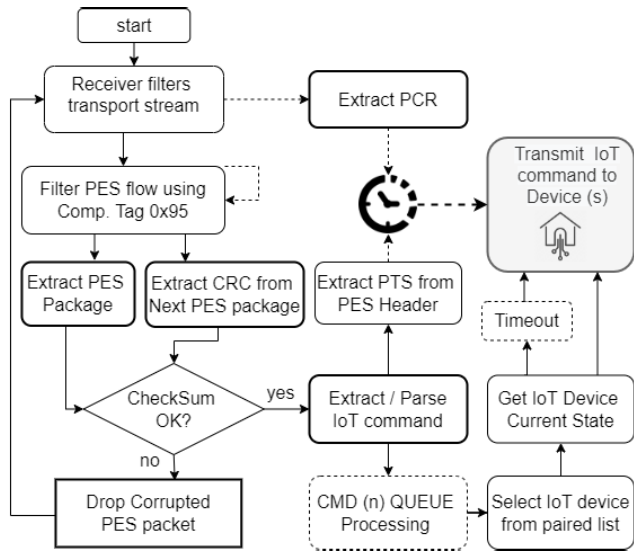 start
Receiver filters
transport stream
Extract PCR
Transmit IoT
command to
Device (s)
Filter PES flow using
Comp. Tag 0x95
Extract PES
Package
Extract CRC from
Next PES package
Extract PTS from
PES Header
Timeout
CheckSum
OK?
yes
no
Extract / Parse
IoT command
Get IoT Device
Current State
Drop Corrupted
PES packet
CMD (n) QUEUE
Processing
Select IoT device
from paired list